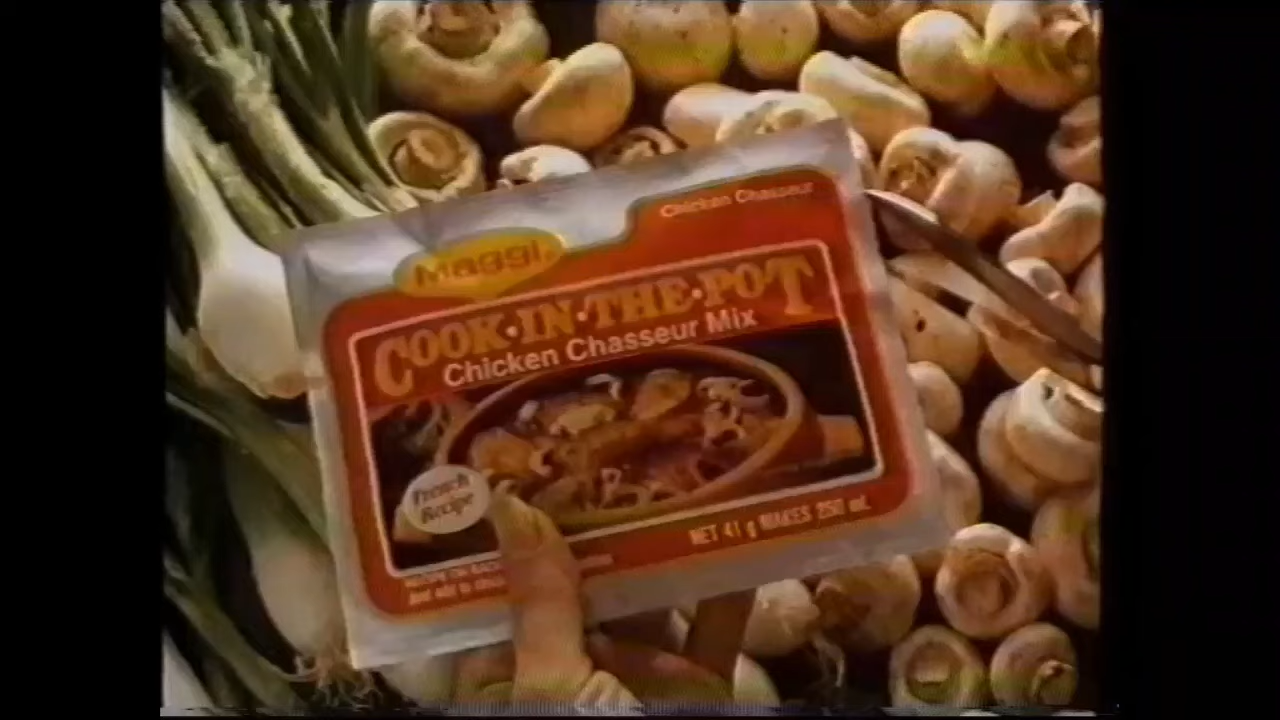 Chicken Chasseur
Maggi
COOK·IN·THE·POT
Chicken Chasseur Mix
French
Recipe
NET 41 g MAKES 250 mL